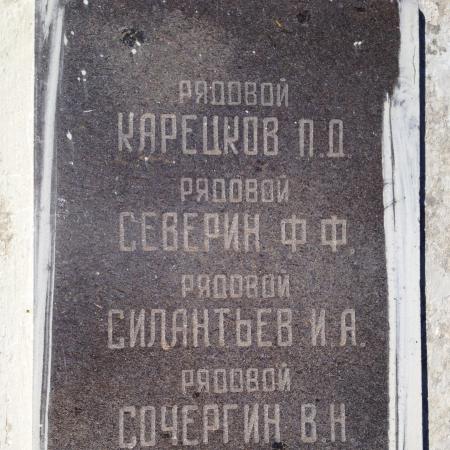 РЯДОВОЙ
КАРЕЦКОВ П.Д.
РЯДОВОЙ
СЕВЕРИН Ф.Ф.
РЯДОВОЙ
СИЛАНТЬЕВ И.А.
РЯДОВОЙ
СОЧЕРГИН В.Н